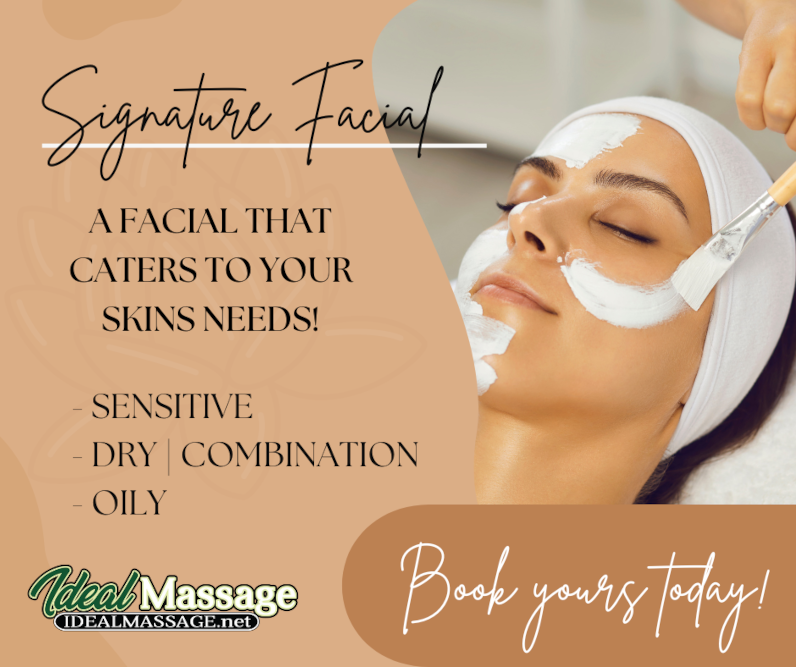 Signature Facial
A FACIAL THAT
CATERS TO YOUR
SKINS NEEDS!
- SENSITIVE
- DRY | COMBINATION
- OILY
Ideal Massage
IDEALMASSAGE.net
Book yours today!